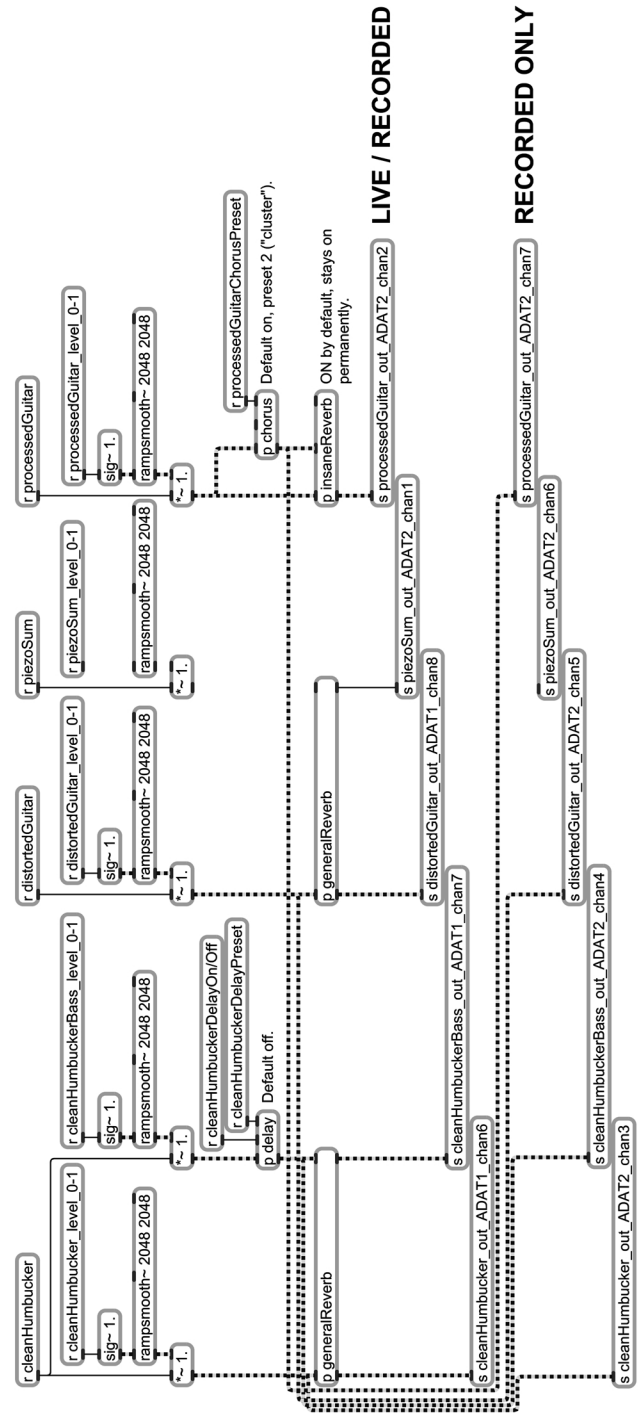 r cleanHumbucker
r distortedGuitar
r piezoSum
r processedGuitar
r cleanHumbucker_level_0-1
r cleanHumbuckerBass_level_0-1
r distortedGuitar_level_0-1
r piezoSum_level_0-1
r processedGuitar_level_0-1
sig~ 1.
sig~ 1.
sig~ 1.
sig~ 1.
rampsmooth~ 2048 2048
rampsmooth~ 2048 2048
rampsmooth~ 2048 2048
rampsmooth~ 2048 2048
rampsmooth~ 2048 2048
*~ 1.
*~ 1.
*~ 1.
*~ 1.
*~ 1.
r cleanHumbuckerDelayOn/Off
r cleanHumbuckerDelayPreset
r processedGuitarChorusPreset
p delay
Default off.
p chorus
Default on, preset 2 ("cluster").
p generalReverb
p generalReverb
p insaneReverb
ON by default, stays on
permanently.
LIVE / RECORDED
s processedGuitar_out_ADAT2_chan2
s piezoSum_out_ADAT2_chan1
s distortedGuitar_out_ADAT1_chan8
s cleanHumbuckerBass_out_ADAT1_chan7
s cleanHumbucker_out_ADAT1_chan6
RECORDED ONLY
s processedGuitar_out_ADAT2_chan7
s piezoSum_out_ADAT2_chan6
s distortedGuitar_out_ADAT2_chan5
s cleanHumbuckerBass_out_ADAT2_chan4
s cleanHumbucker_out_ADAT2_chan3